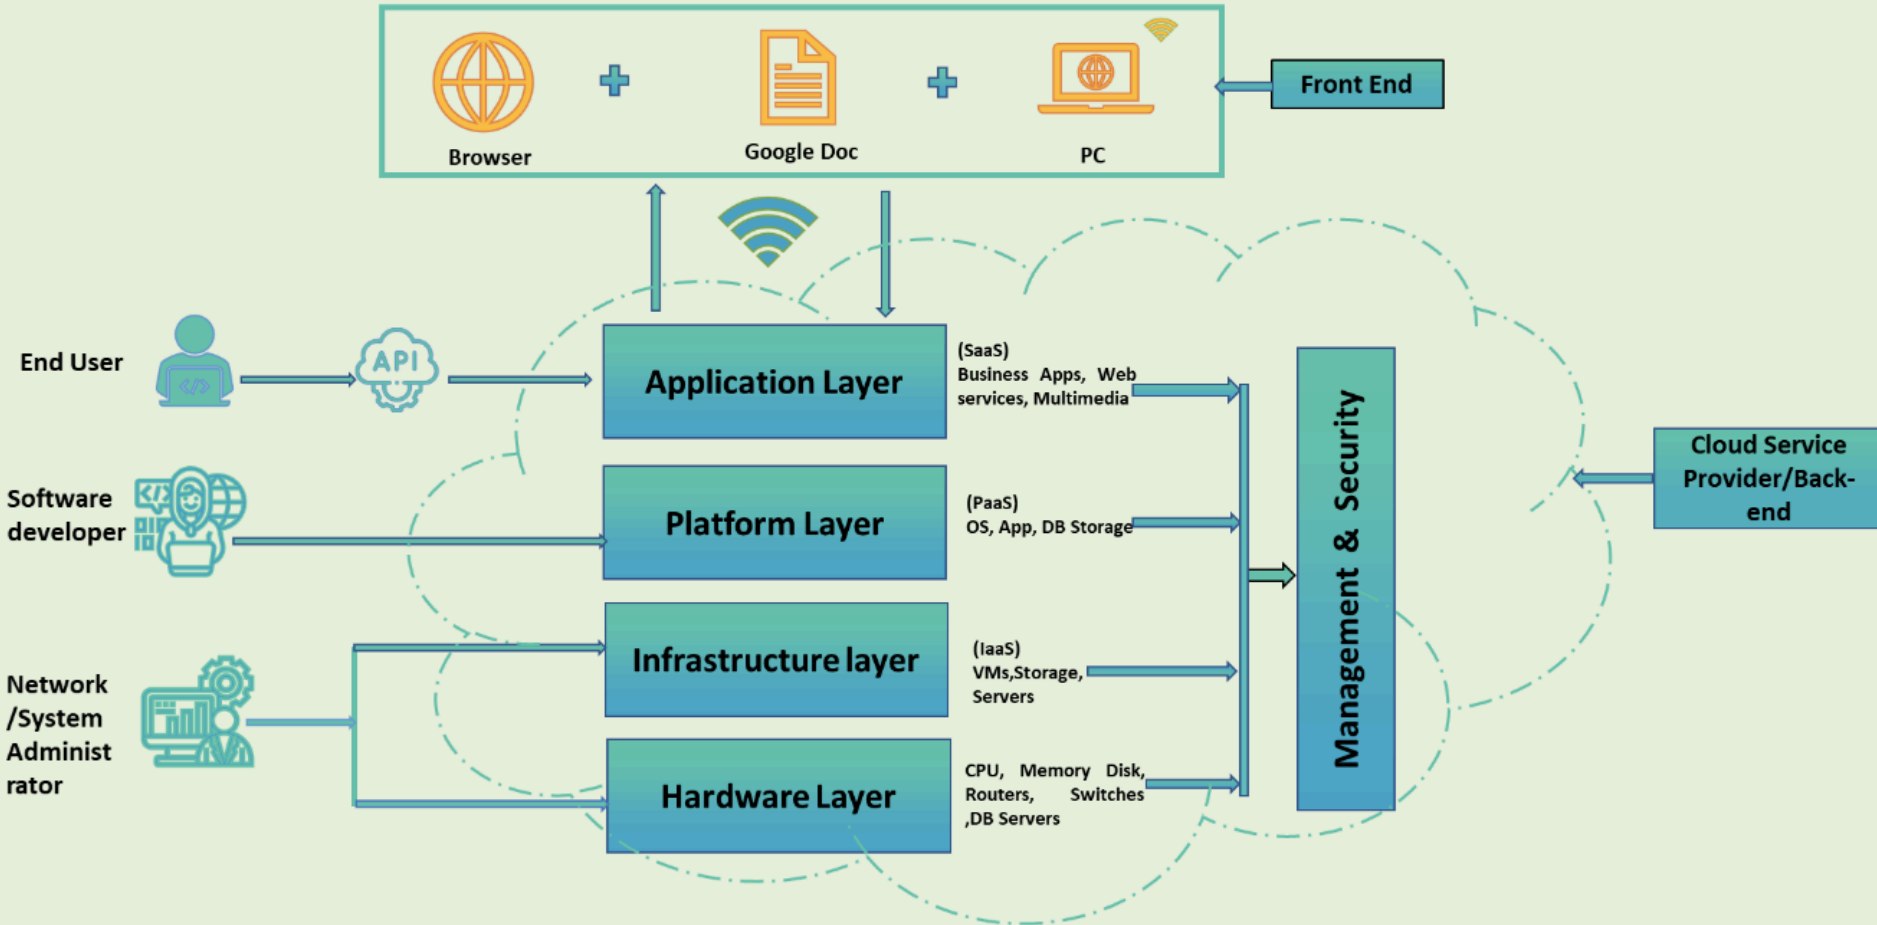 Browser
Google Doc
PC
Front End
End User
API
Application Layer
(SaaS)
Business Apps, Web
services, Multimedia
Software
developer
Platform Layer
(PaaS)
OS, App, DB Storage
Management & Security
Cloud Service
Provider/Back-
end
Network
/System
Administ
rator
Infrastructure layer
(IaaS)
VMs,Storage,
Servers
Hardware Layer
CPU, Memory Disk,
Routers, Switches
,DB Servers